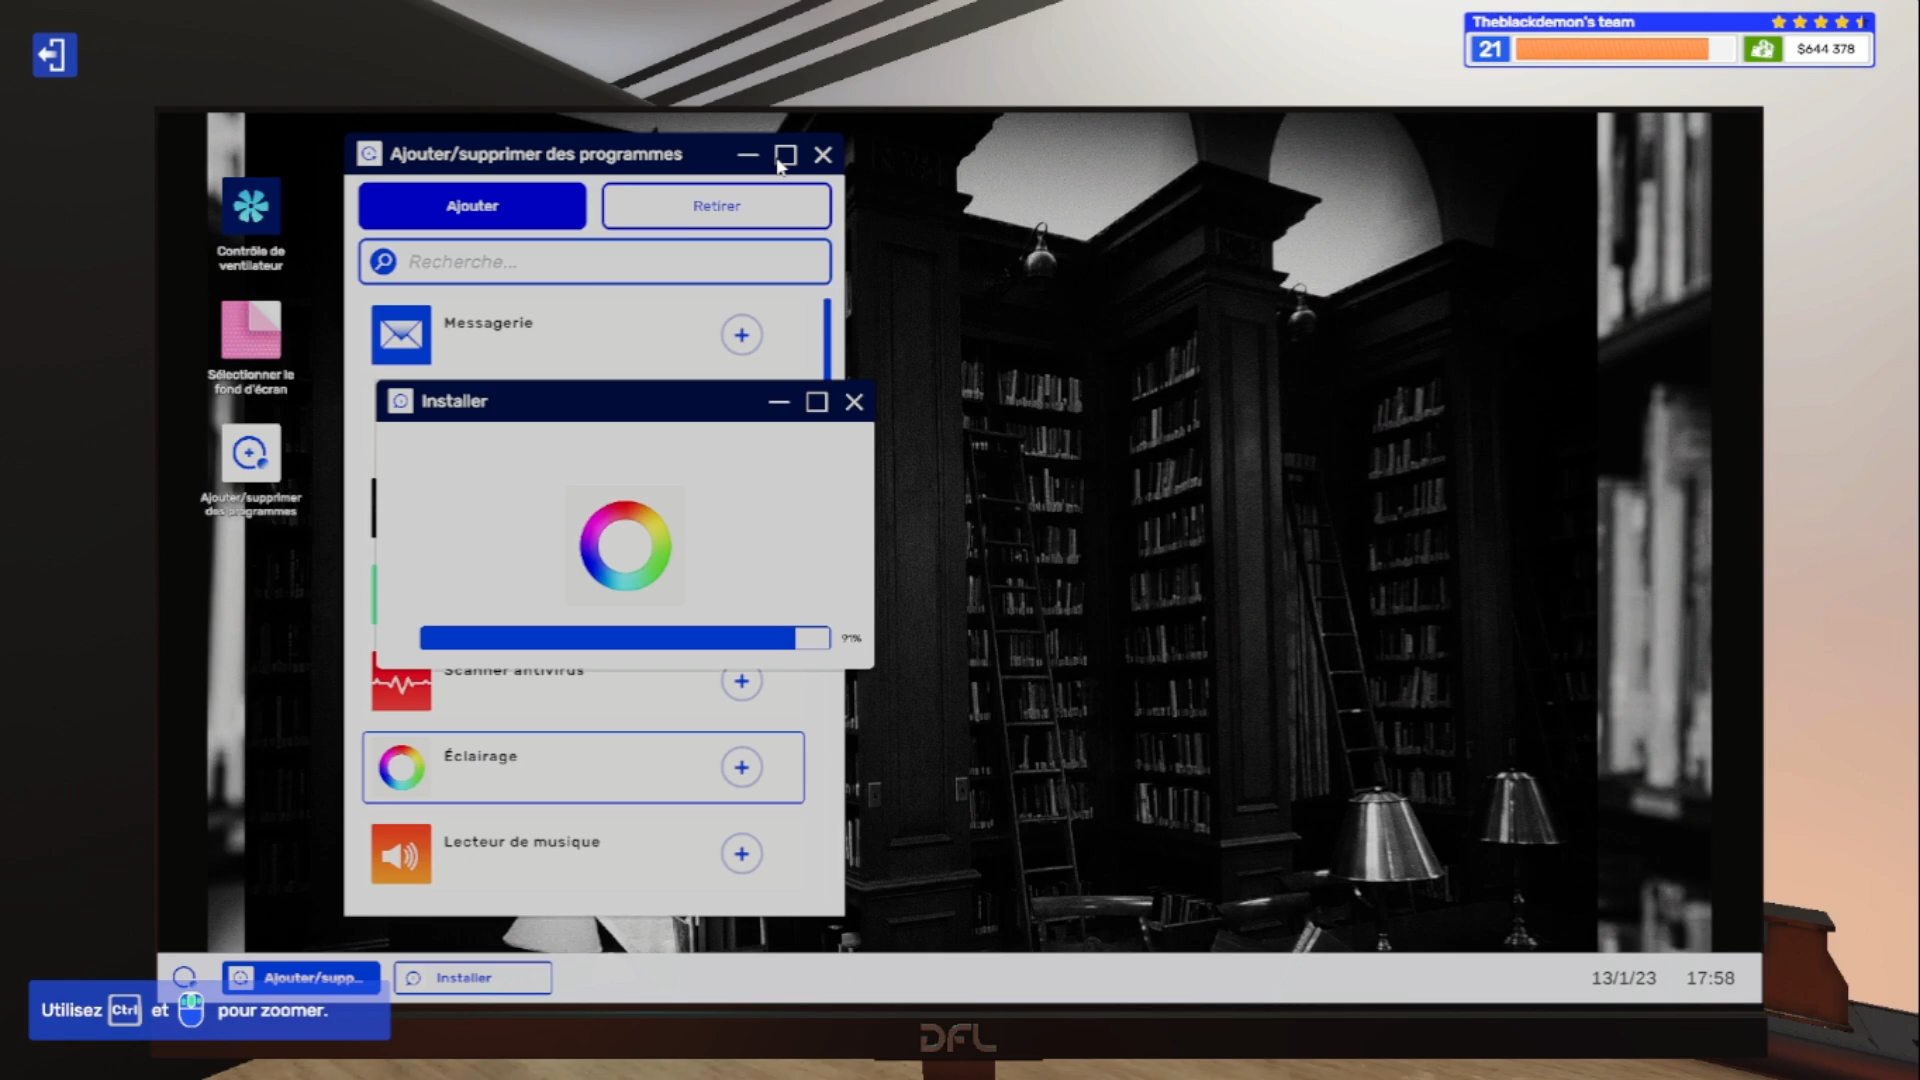 Theblackdemon's team
21
$644 378
Ajouter/supprimer des programmes
Ajouter
Retirer
Recherche...
Contrôle de
ventilateur
Messagerie
Sélectionner le
fond d'écran
Installer
Ajouter/supprimer
des programmes
91%
Scanner antivirus
Éclairage
Lecteur de musique
Ajouter/supp...
Installer
13/1/23
17:58
Utilisez Ctrl et pour zoomer.
DFL